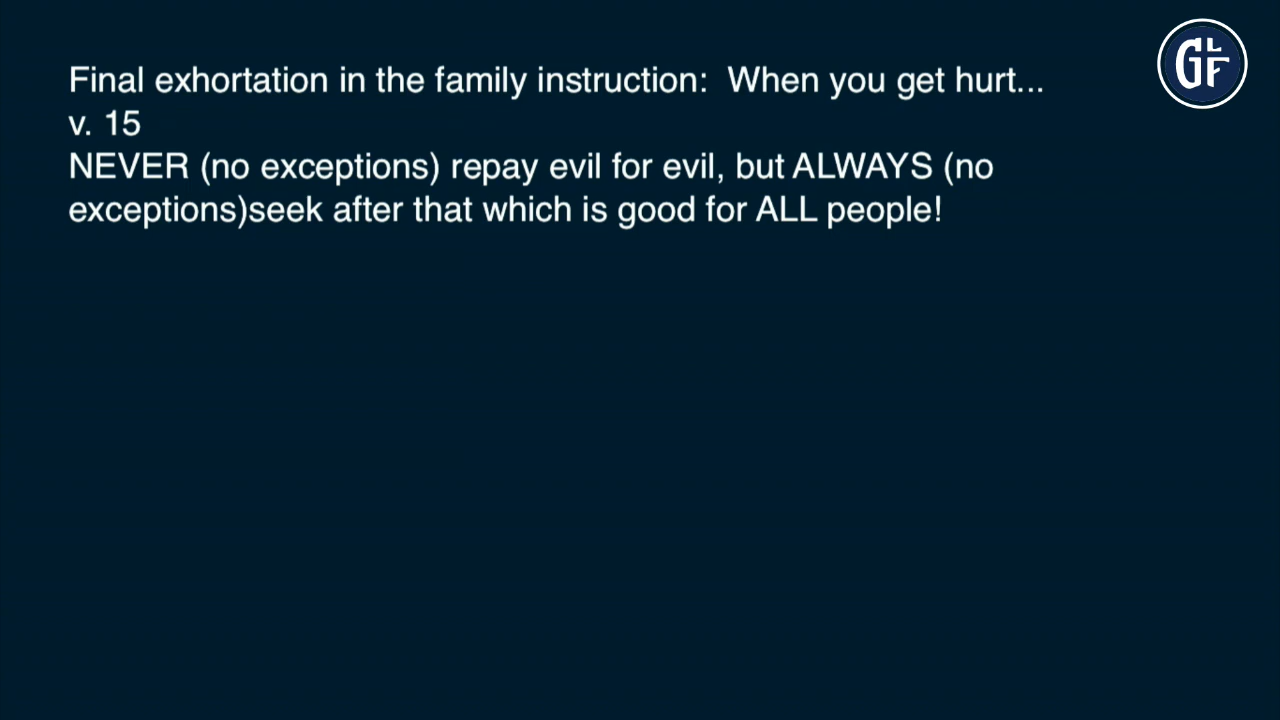 Final exhortation in the family instruction:  When you get hurt...
v. 15
NEVER (no exceptions) repay evil for evil, but ALWAYS (no
exceptions)seek after that which is good for ALL people!
GLF